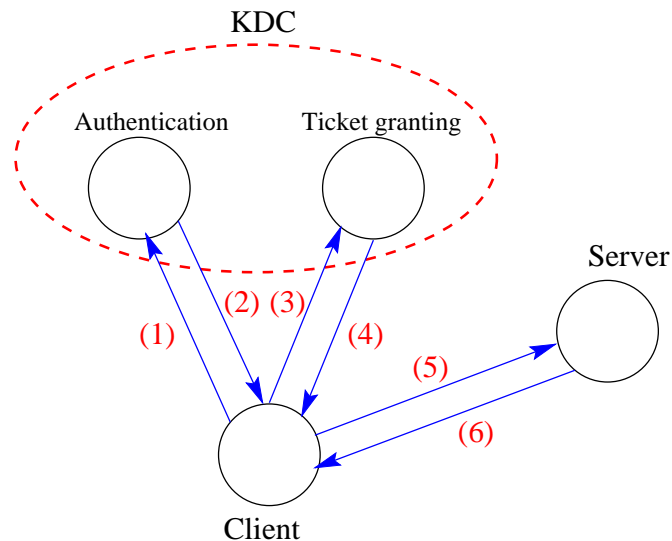 KDC
Authentication
Ticket granting
Server
(1)
(2)
(3)
(4)
(5)
(6)
Client